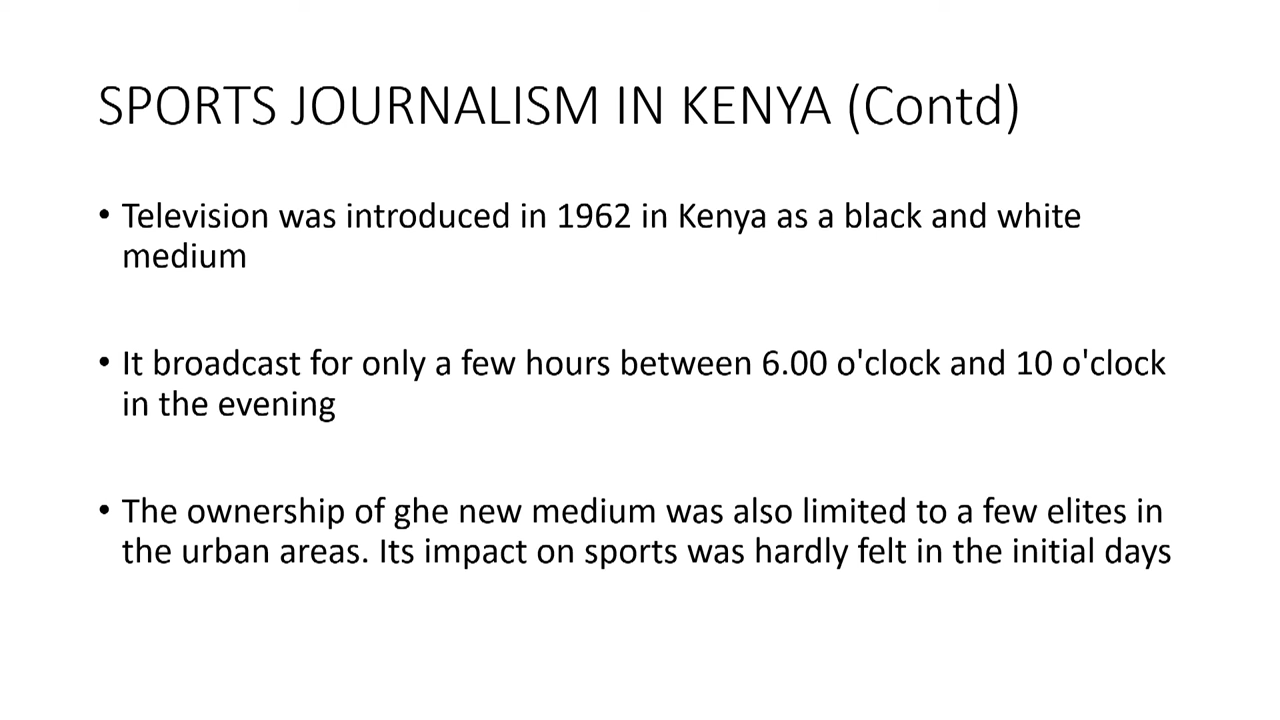 SPORTS JOURNALISM IN KENYA (Contd)
• Television was introduced in 1962 in Kenya as a black and white
medium
• It broadcast for only a few hours between 6.00 o'clock and 10 o'clock
in the evening
• The ownership of ghe new medium was also limited to a few elites in
the urban areas. Its impact on sports was hardly felt in the initial days